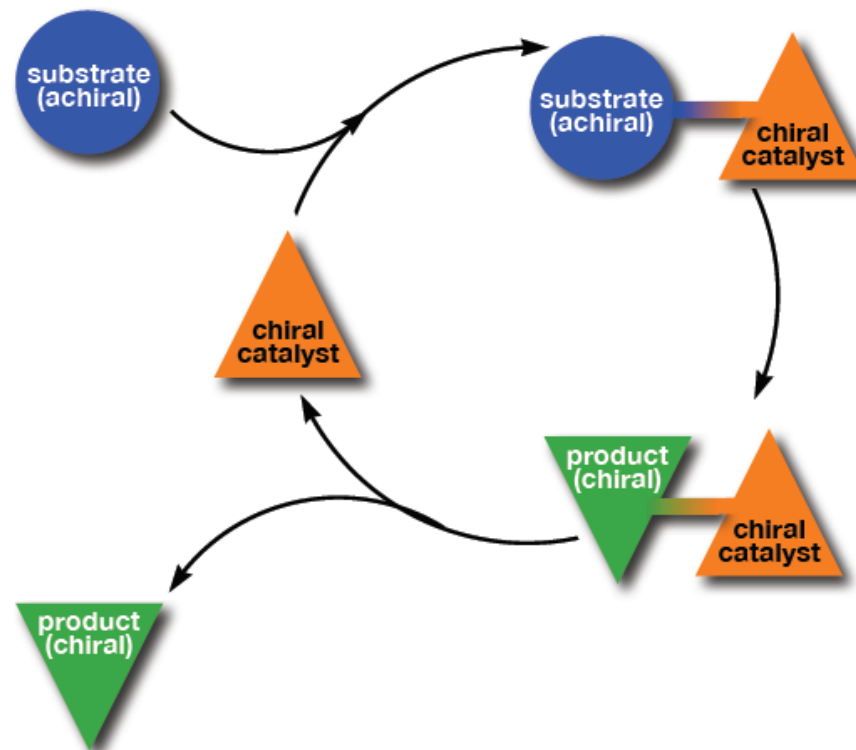 substrate
(achiral)
substrate
(achiral)
chiral
catalyst
chiral
catalyst
product
(chiral)
chiral
catalyst
product
(chiral)